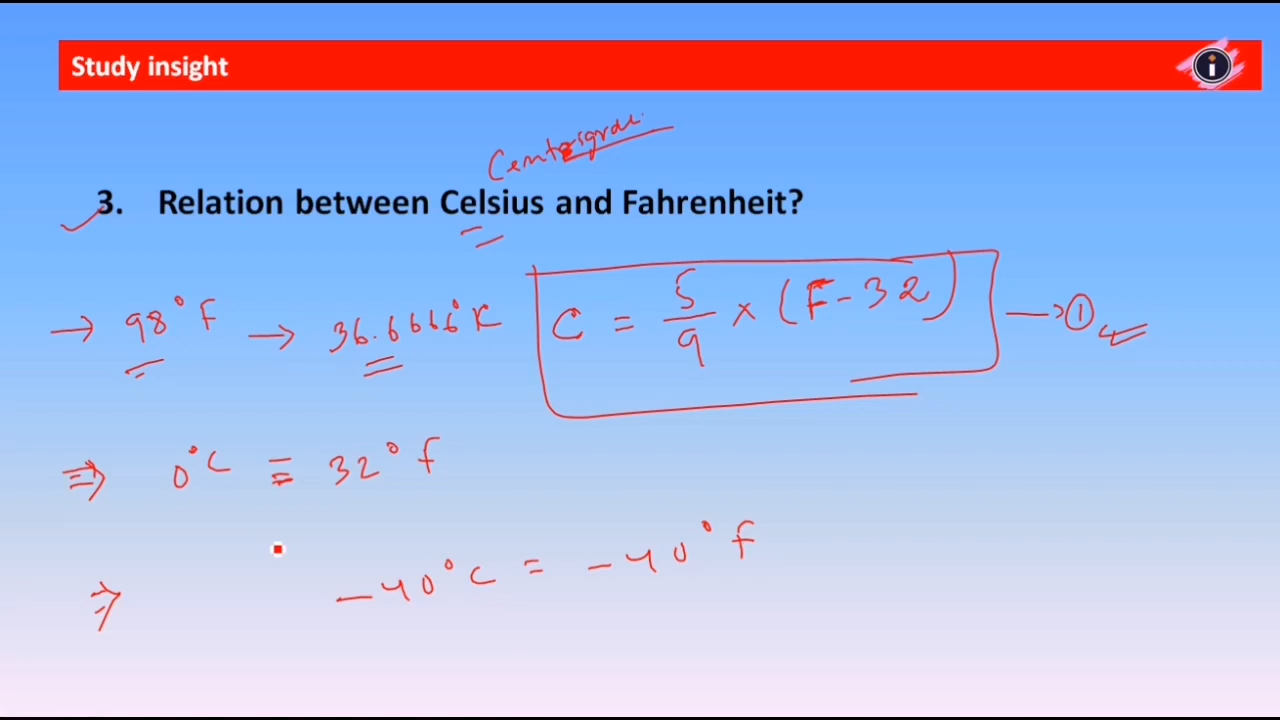 Study insight
i
Centigrade
3. Relation between Celsius and Fahrenheit?
→ 98°F → 36.6666°K
C = 5/9 × (F - 32) → ①
⇒ 0°C = 32°F
⇒ -40°C = -40°F